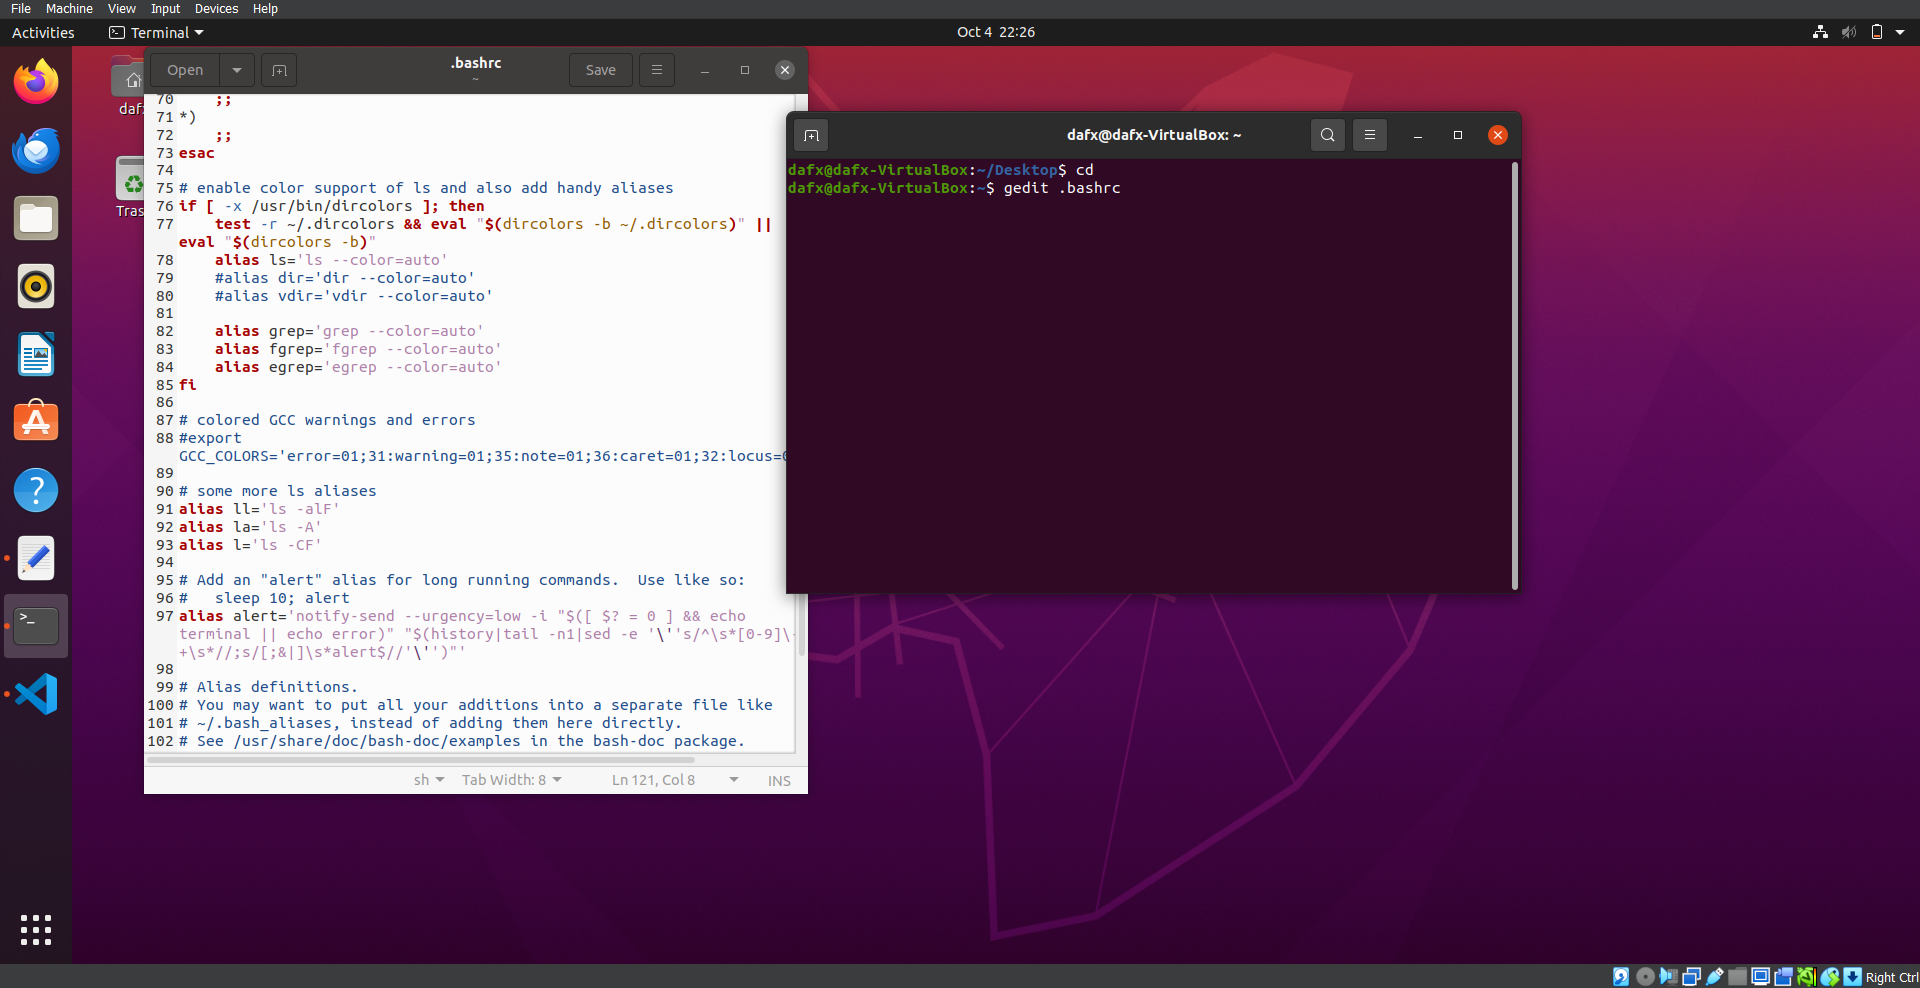 File Machine View Input Devices Help
Activities Terminal Oct 4 22:26
dafx
Trash
Open .bashrc Save
~
70     ;;
71 *)
72     ;;
73 esac
74
75 # enable color support of ls and also add handy aliases
76 if [ -x /usr/bin/dircolors ]; then
77     test -r ~/.dircolors && eval "$(dircolors -b ~/.dircolors)" ||
eval "$(dircolors -b)"
78     alias ls='ls --color=auto'
79     #alias dir='dir --color=auto'
80     #alias vdir='vdir --color=auto'
81
82     alias grep='grep --color=auto'
83     alias fgrep='fgrep --color=auto'
84     alias egrep='egrep --color=auto'
85 fi
86
87 # colored GCC warnings and errors
88 #export
GCC_COLORS='error=01;31:warning=01;35:note=01;36:caret=01;32:locus=
89
90 # some more ls aliases
91 alias ll='ls -alF'
92 alias la='ls -A'
93 alias l='ls -CF'
94
95 # Add an "alert" alias for long running commands.  Use like so:
96 #   sleep 10; alert
97 alias alert='notify-send --urgency=low -i "$([ $? = 0 ] && echo
terminal || echo error)" "$(history|tail -n1|sed -e '\''s/^\s*[0-9]\
+\s*//;s/[;&|]\s*alert$//'\'')"'
98
99 # Alias definitions.
100 # You may want to put all your additions into a separate file like
101 # ~/.bash_aliases, instead of adding them here directly.
102 # See /usr/share/doc/bash-doc/examples in the bash-doc package.
sh Tab Width: 8 Ln 121, Col 8 INS
dafx@dafx-VirtualBox: ~
dafx@dafx-VirtualBox:~/Desktop$ cd
dafx@dafx-VirtualBox:~$ gedit .bashrc
Right Ctrl